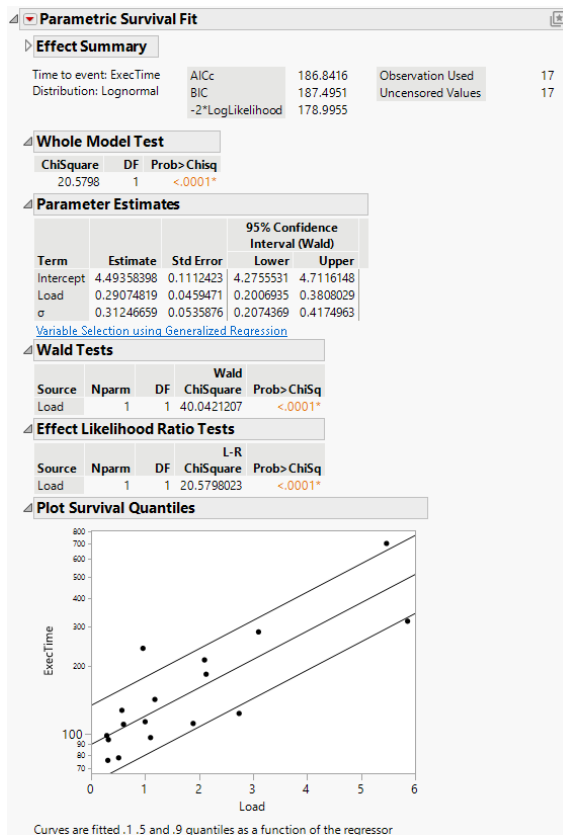 Parametric Survival Fit
Effect Summary
Time to event: ExecTime
Distribution: Lognormal
AICc 186.8416 Observation Used 17
BIC 187.4951 Uncensored Values 17
-2*LogLikelihood 178.9955
Whole Model Test
ChiSquare DF Prob>Chisq
20.5798 1 <.0001*
Parameter Estimates
95% Confidence
Interval (Wald)
Term Estimate Std Error Lower Upper
Intercept 4.49358398 0.1112423 4.2755531 4.7116148
Load 0.29074819 0.0459471 0.2006935 0.3808029
σ 0.31246659 0.0535876 0.2074369 0.4174963
Variable Selection using Generalized Regression
Wald Tests
Wald
Source Nparm DF ChiSquare Prob>ChiSq
Load 1 1 40.0421207 <.0001*
Effect Likelihood Ratio Tests
L-R
Source Nparm DF ChiSquare Prob>ChiSq
Load 1 1 20.5798023 <.0001*
Plot Survival Quantiles
800
700
600
500
400
300
200
100
90
80
70
ExecTime
0 1 2 3 4 5 6
Load
Curves are fitted .1 .5 and .9 quantiles as a function of the regressor